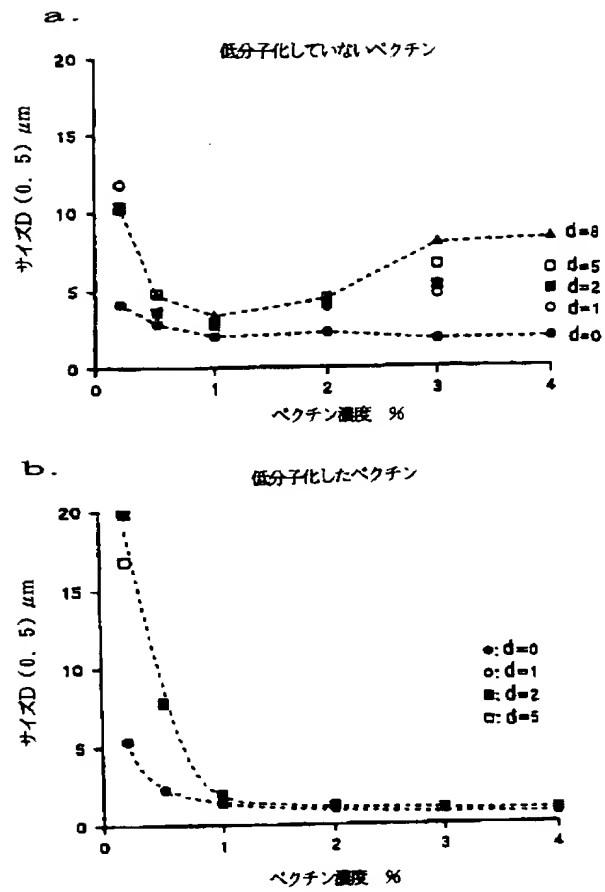 a.
低分子化していないペクチン
サイズD (0. 5) μm
20
15
10
5
0
0 1 2 3 4
d=8
d=5
d=2
d=1
d=0
ペクチン濃度 %
b.
低分子化したペクチン
サイズD (0. 5) μm
20
15
10
5
0
0 1 2 3 4
: d=0
: d=1
: d=2
: d=5
ペクチン濃度 %